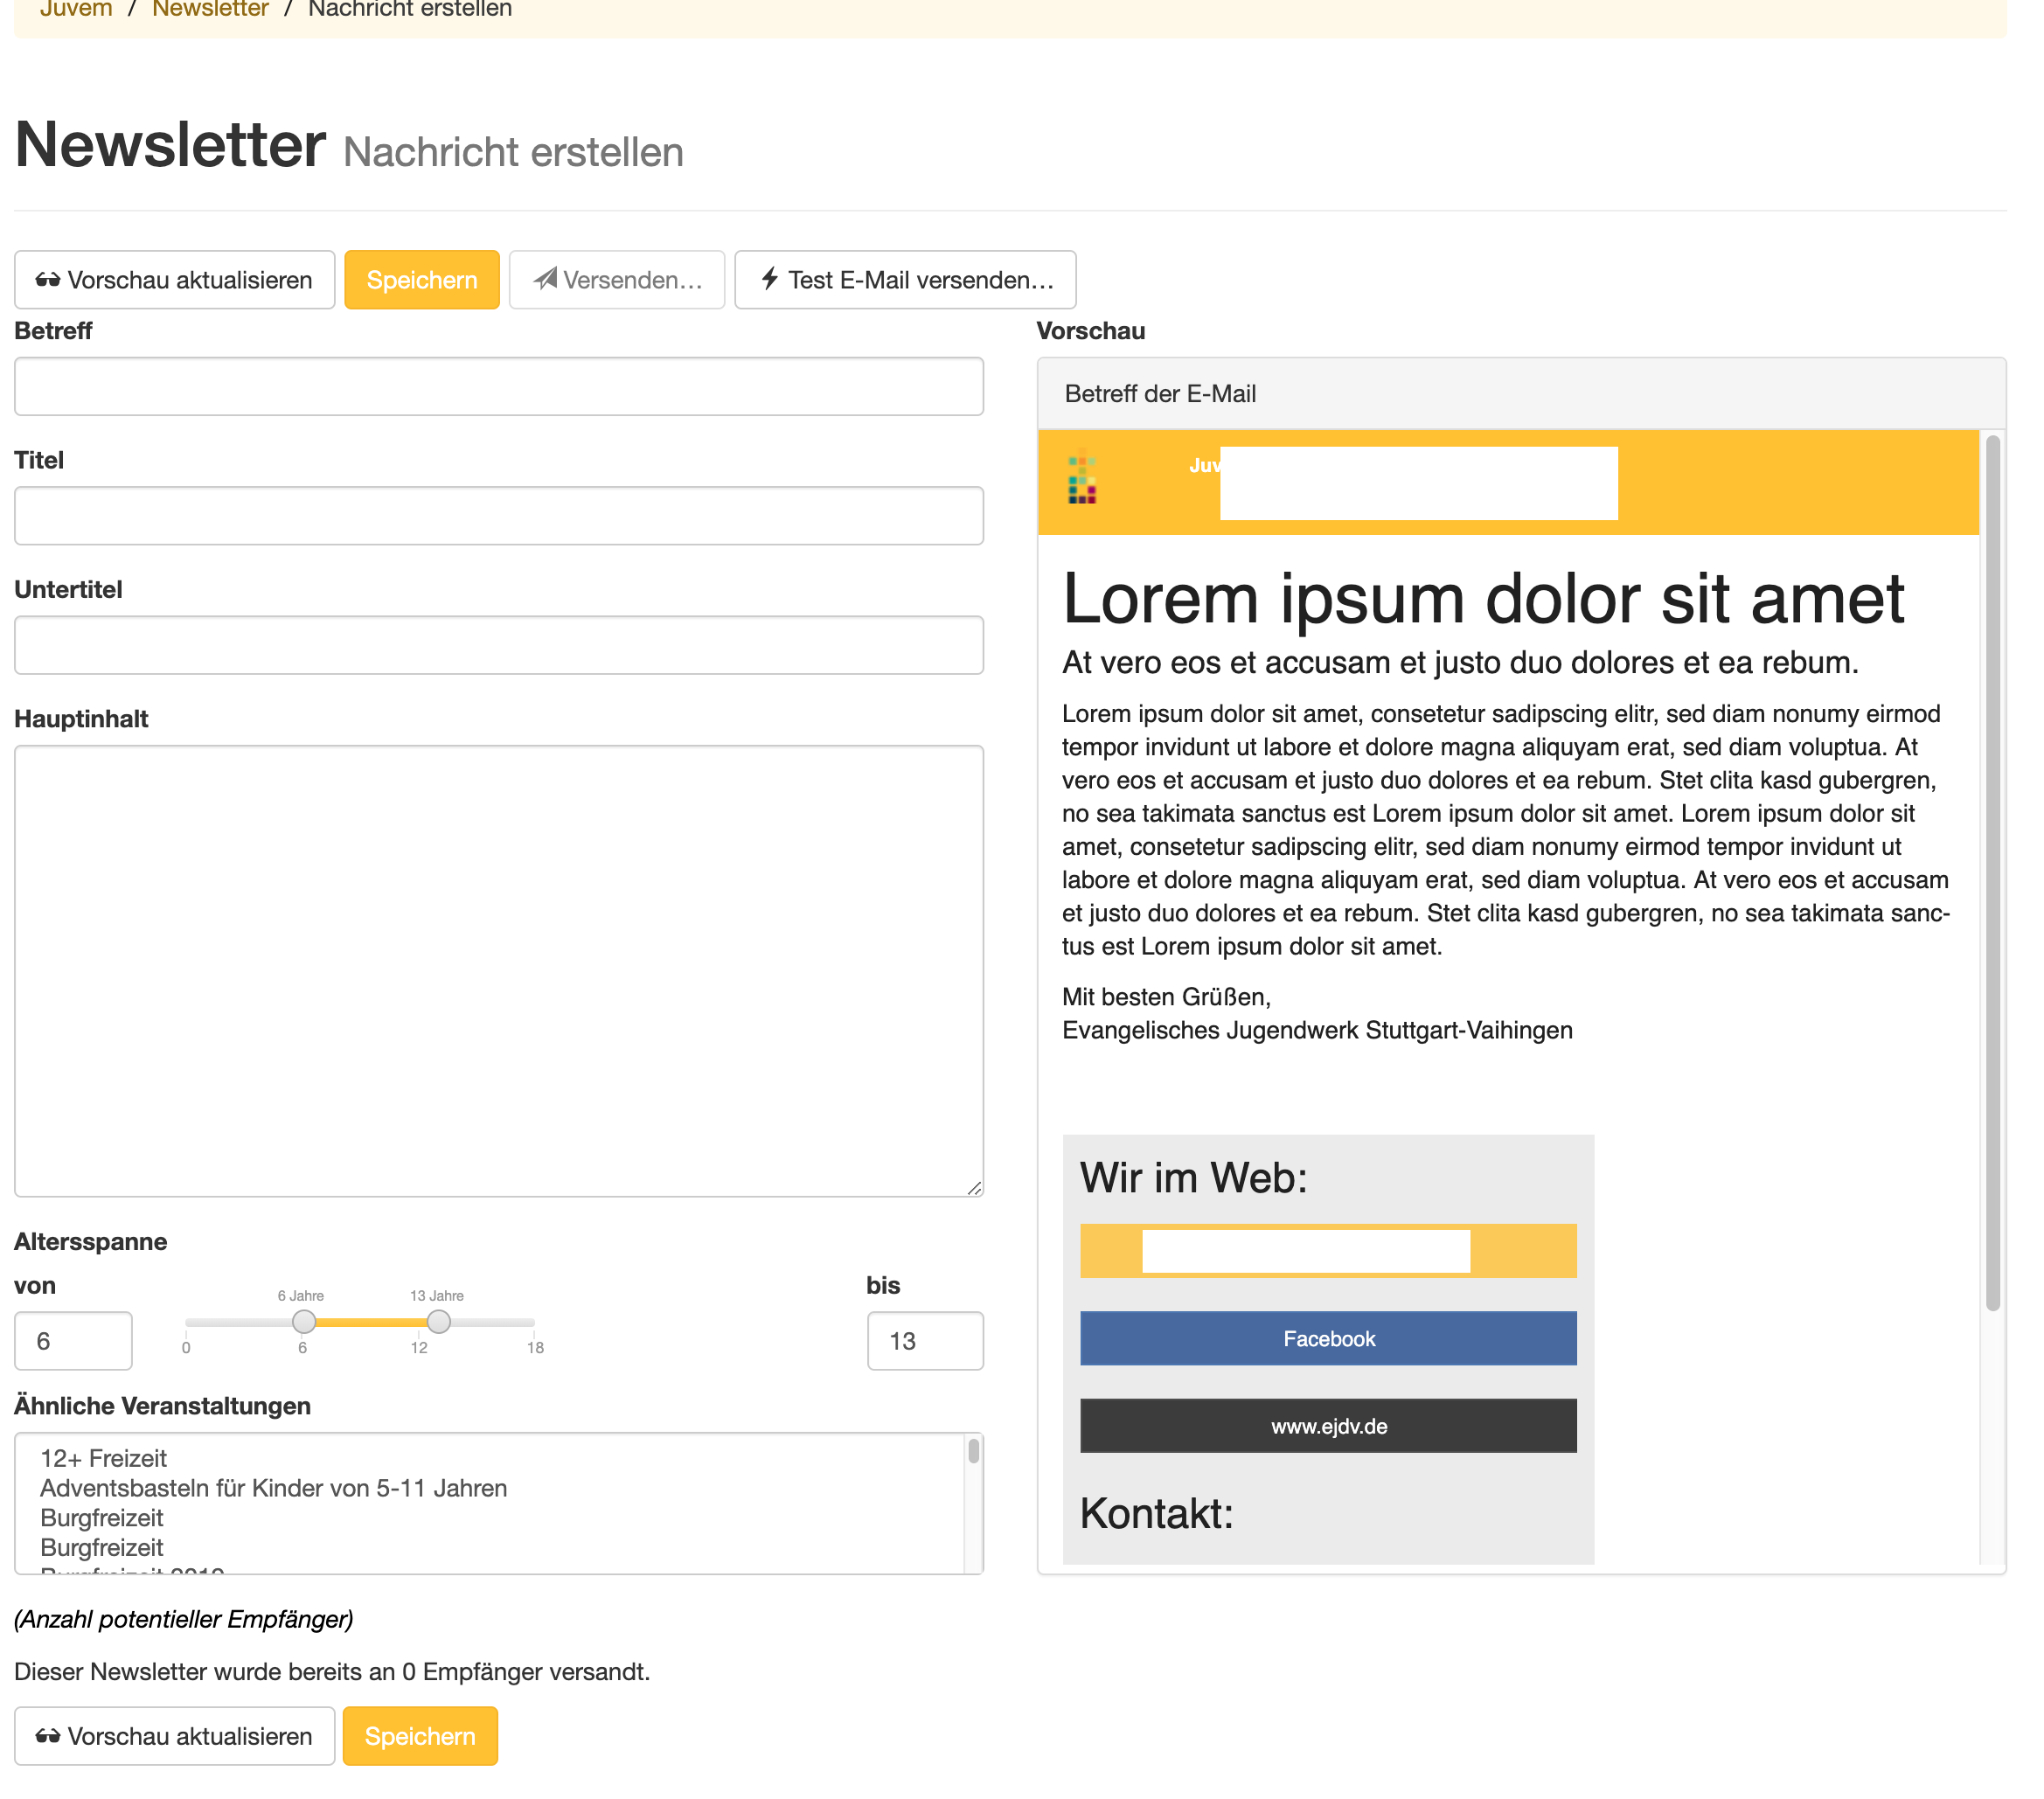 Juvem / Newsletter / Nachricht erstellen
Newsletter Nachricht erstellen
Vorschau aktualisieren
Speichern
Versenden...
Test E-Mail versenden...
Betreff
Titel
Untertitel
Hauptinhalt
Altersspanne
von
6 Jahre
13 Jahre
bis
6
0
6
12
18
13
Ähnliche Veranstaltungen
12+ Freizeit
Adventsbasteln für Kinder von 5-11 Jahren
Burgfreizeit
Burgfreizeit
Burgfreizeit 2019
(Anzahl potentieller Empfänger)
Dieser Newsletter wurde bereits an 0 Empfänger versandt.
Vorschau aktualisieren
Speichern
Vorschau
Betreff der E-Mail
Juv
Lorem ipsum dolor sit amet
At vero eos et accusam et justo duo dolores et ea rebum.
Lorem ipsum dolor sit amet, consetetur sadipscing elitr, sed diam nonumy eirmod
tempor invidunt ut labore et dolore magna aliquyam erat, sed diam voluptua. At
vero eos et accusam et justo duo dolores et ea rebum. Stet clita kasd gubergren,
no sea takimata sanctus est Lorem ipsum dolor sit amet. Lorem ipsum dolor sit
amet, consetetur sadipscing elitr, sed diam nonumy eirmod tempor invidunt ut
labore et dolore magna aliquyam erat, sed diam voluptua. At vero eos et accusam
et justo duo dolores et ea rebum. Stet clita kasd gubergren, no sea takimata sanc-
tus est Lorem ipsum dolor sit amet.
Mit besten Grüßen,
Evangelisches Jugendwerk Stuttgart-Vaihingen
Wir im Web:
Facebook
www.ejdv.de
Kontakt: